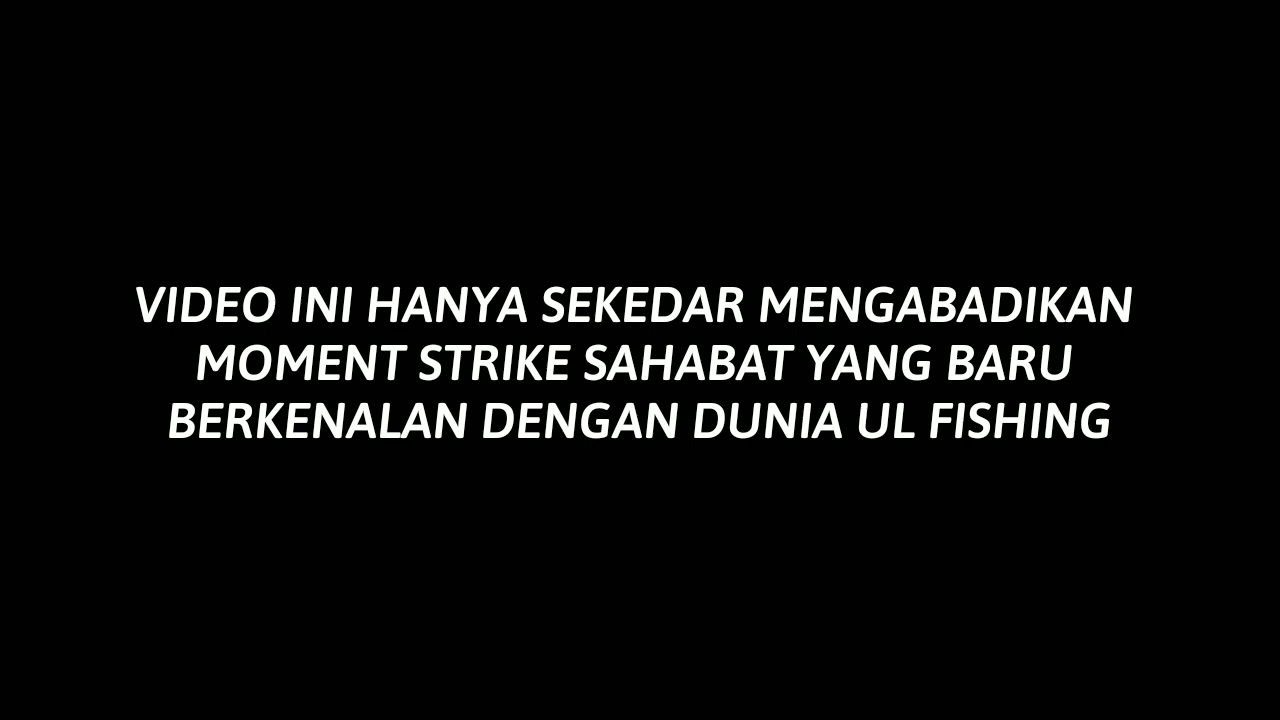 VIDEO INI HANYA SEKEDAR MENGABADIKAN
MOMENT STRIKE SAHABAT YANG BARU
BERKENALAN DENGAN DUNIA UL FISHING